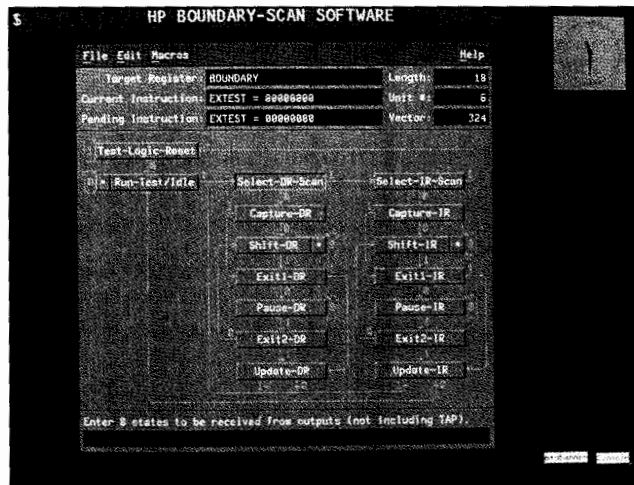 $ HP BOUNDARY-SCAN SOFTWARE
File Edit Macros Help
Target Register: BOUNDARY Length: 18
Current Instruction: EXTEST = 00000000 Unit #: 6
Pending Instruction: EXTEST = 00000000 Vector: 324
Test-Logic-Reset
* Run-Test/Idle Select-DR-Scan Select-IR-Scan
Capture-DR Capture-IR
Shift-DR * Shift-IR *
Exit1-DR Exit1-IR
Pause-DR Pause-IR
Exit2-DR Exit2-IR
Update-DR Update-IR
Enter 8 states to be received from outputs (not including TAP).